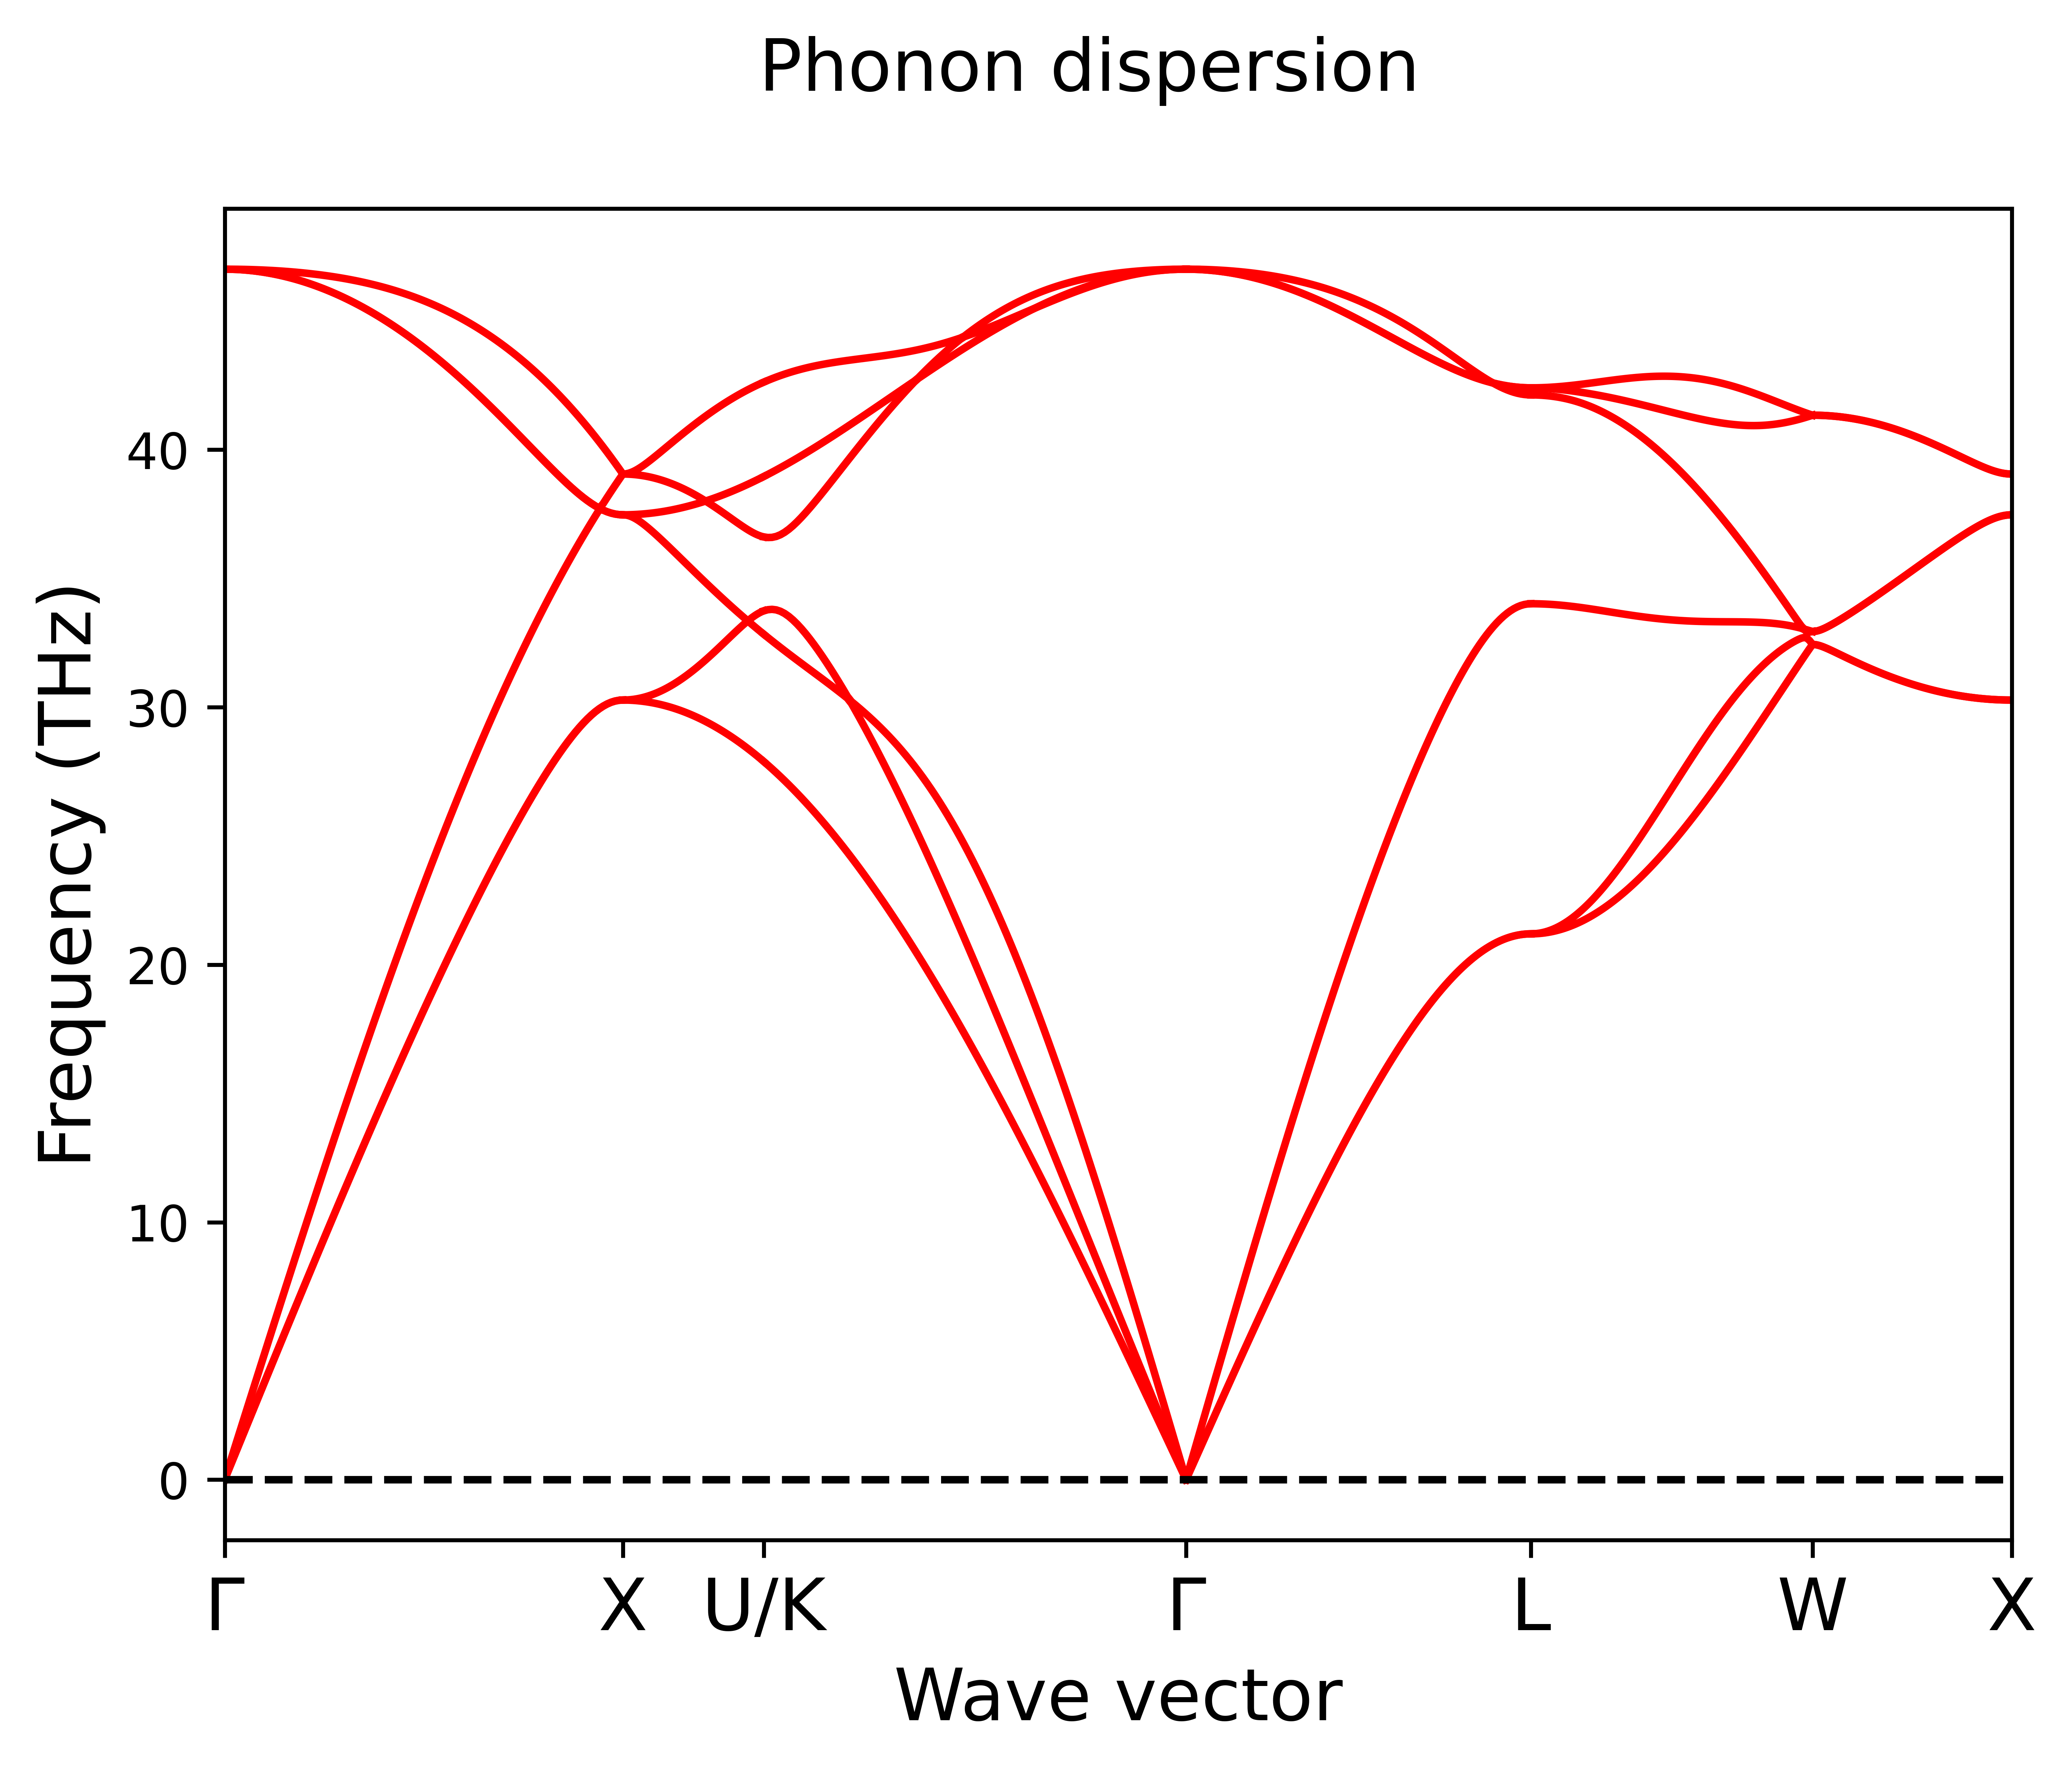 Phonon dispersion
Frequency (THz)
40
30
20
10
0
Γ X U/K Γ L W X
Wave vector